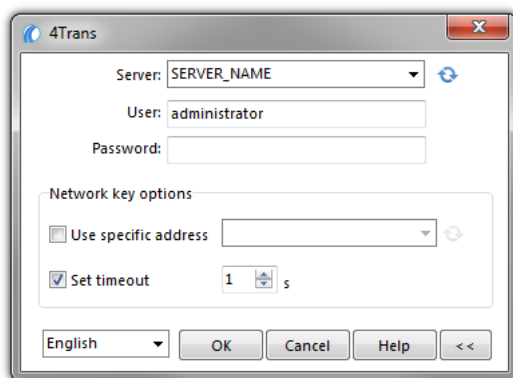 4Trans
Server: SERVER_NAME
User: administrator
Password:
Network key options
Use specific address
Set timeout 1 s
English OK Cancel Help <<